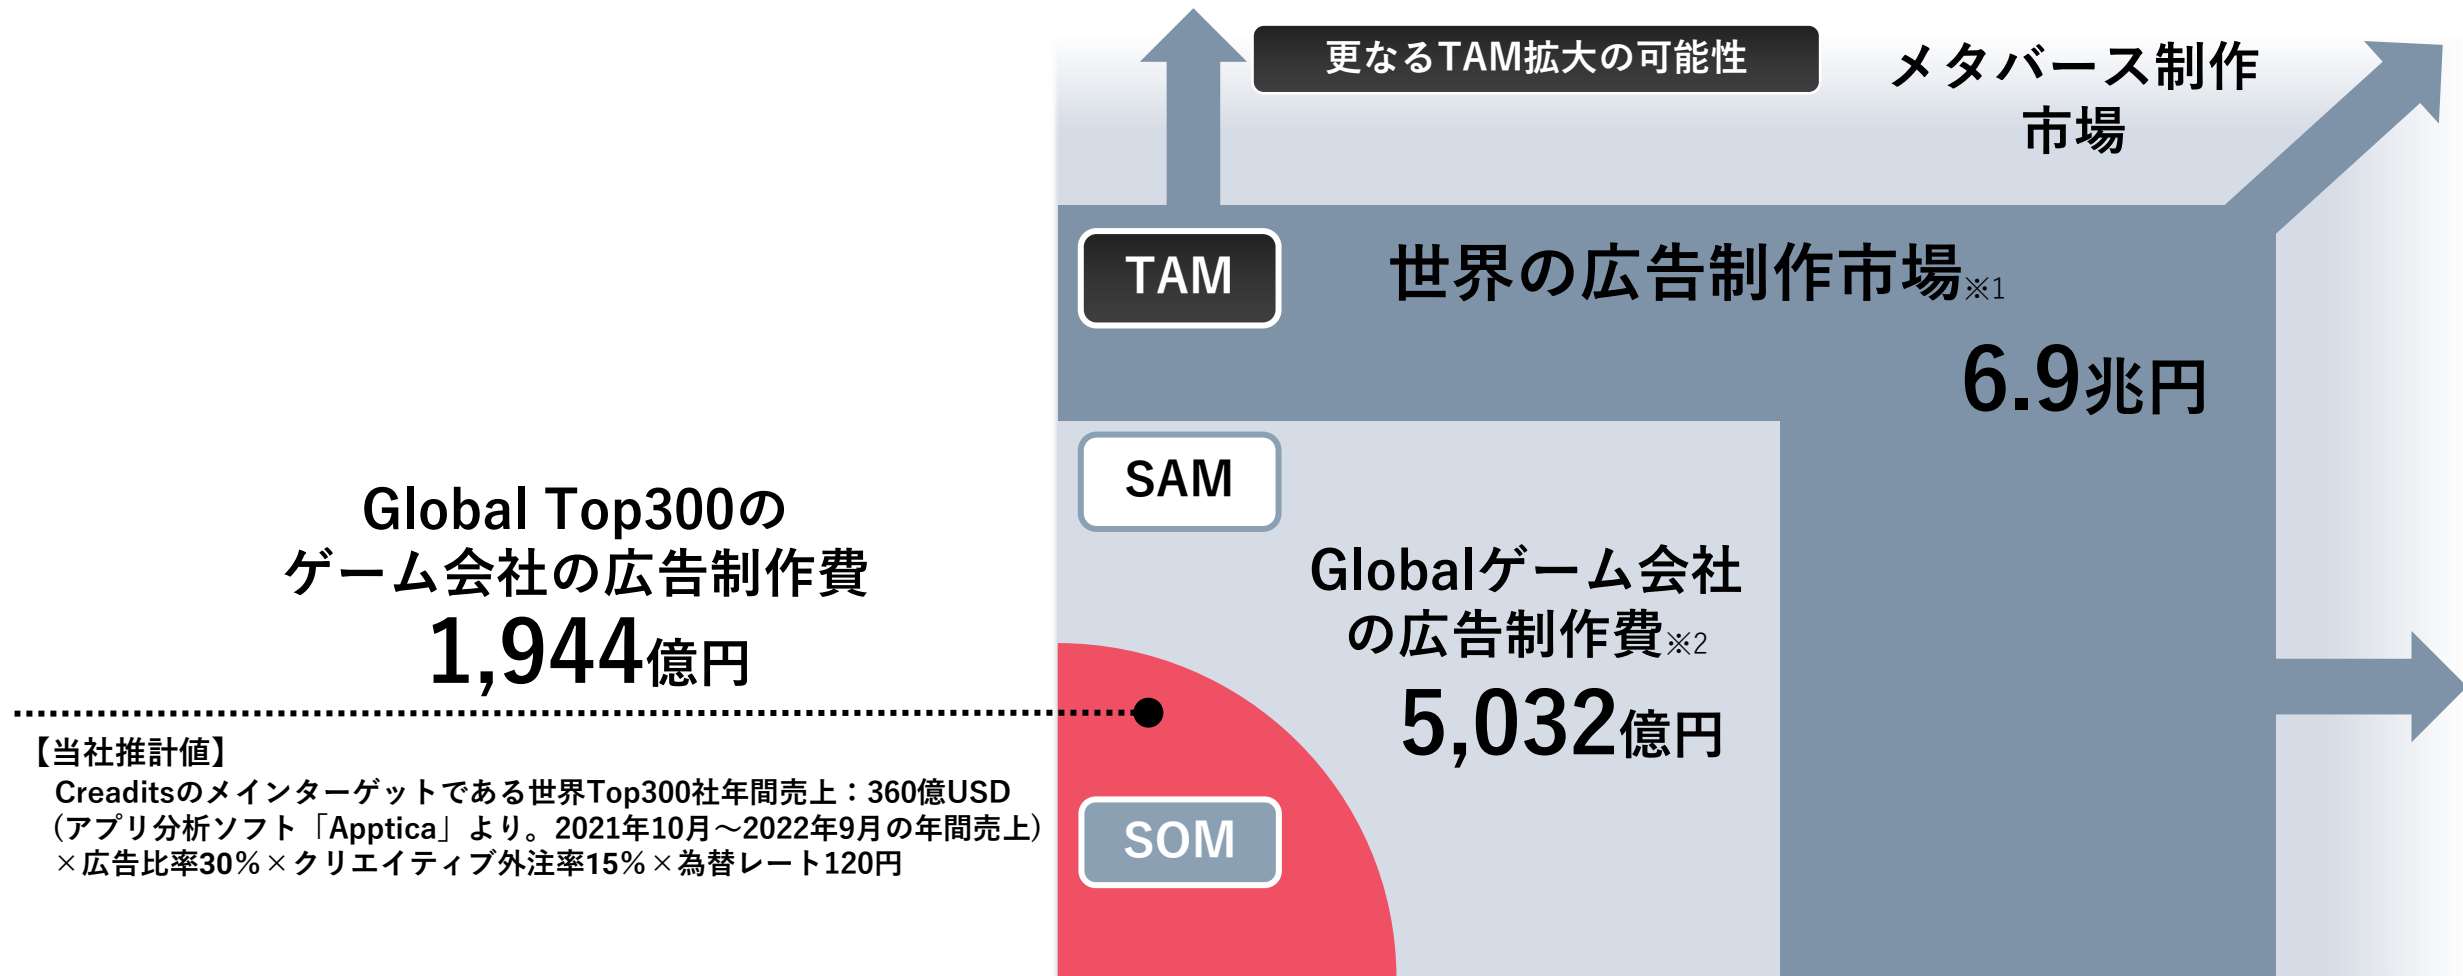 更なるTAM拡大の可能性
メタバース制作
市場
TAM
世界の広告制作市場※1
6.9兆円
SAM
Globalゲーム会社
の広告制作費※2
5,032億円
Global Top300の
ゲーム会社の広告制作費
1,944億円
【当社推計値】
Creaditsのメインターゲットである世界Top300社年間売上：360億USD
（アプリ分析ソフト「Apptica」より。2021年10月～2022年9月の年間売上）
×広告比率30％×クリエイティブ外注率15％×為替レート120円
SOM